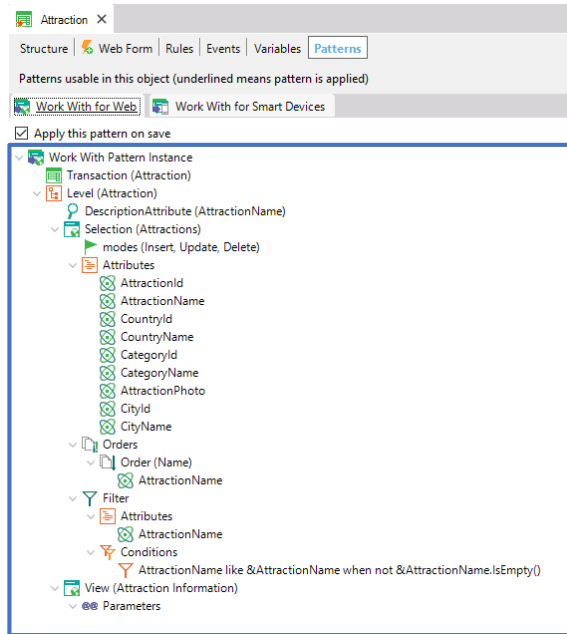 Attraction
Structure Web Form Rules Events Variables Patterns
Patterns usable in this object (underlined means pattern is applied)
Work With for Web Work With for Smart Devices
Apply this pattern on save
Work With Pattern Instance
Transaction (Attraction)
Level (Attraction)
DescriptionAttribute (AttractionName)
Selection (Attractions)
modes (Insert, Update, Delete)
Attributes
AttractionId
AttractionName
CountryId
CountryName
CategoryId
CategoryName
AttractionPhoto
CityId
CityName
Orders
Order (Name)
AttractionName
Filter
Attributes
AttractionName
Conditions
AttractionName like &AttractionName when not &AttractionName.IsEmpty()
View (Attraction Information)
@@ Parameters